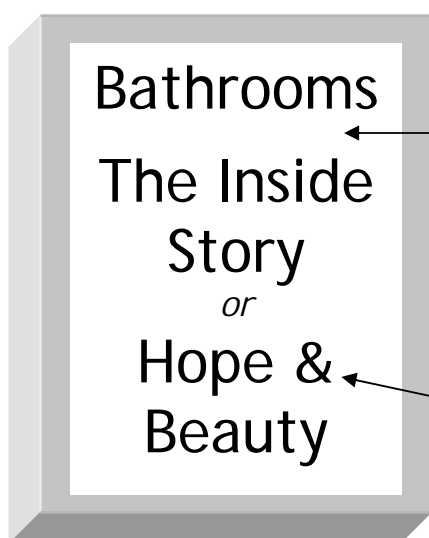 Bathrooms
The Inside
Story
or
Hope &
Beauty